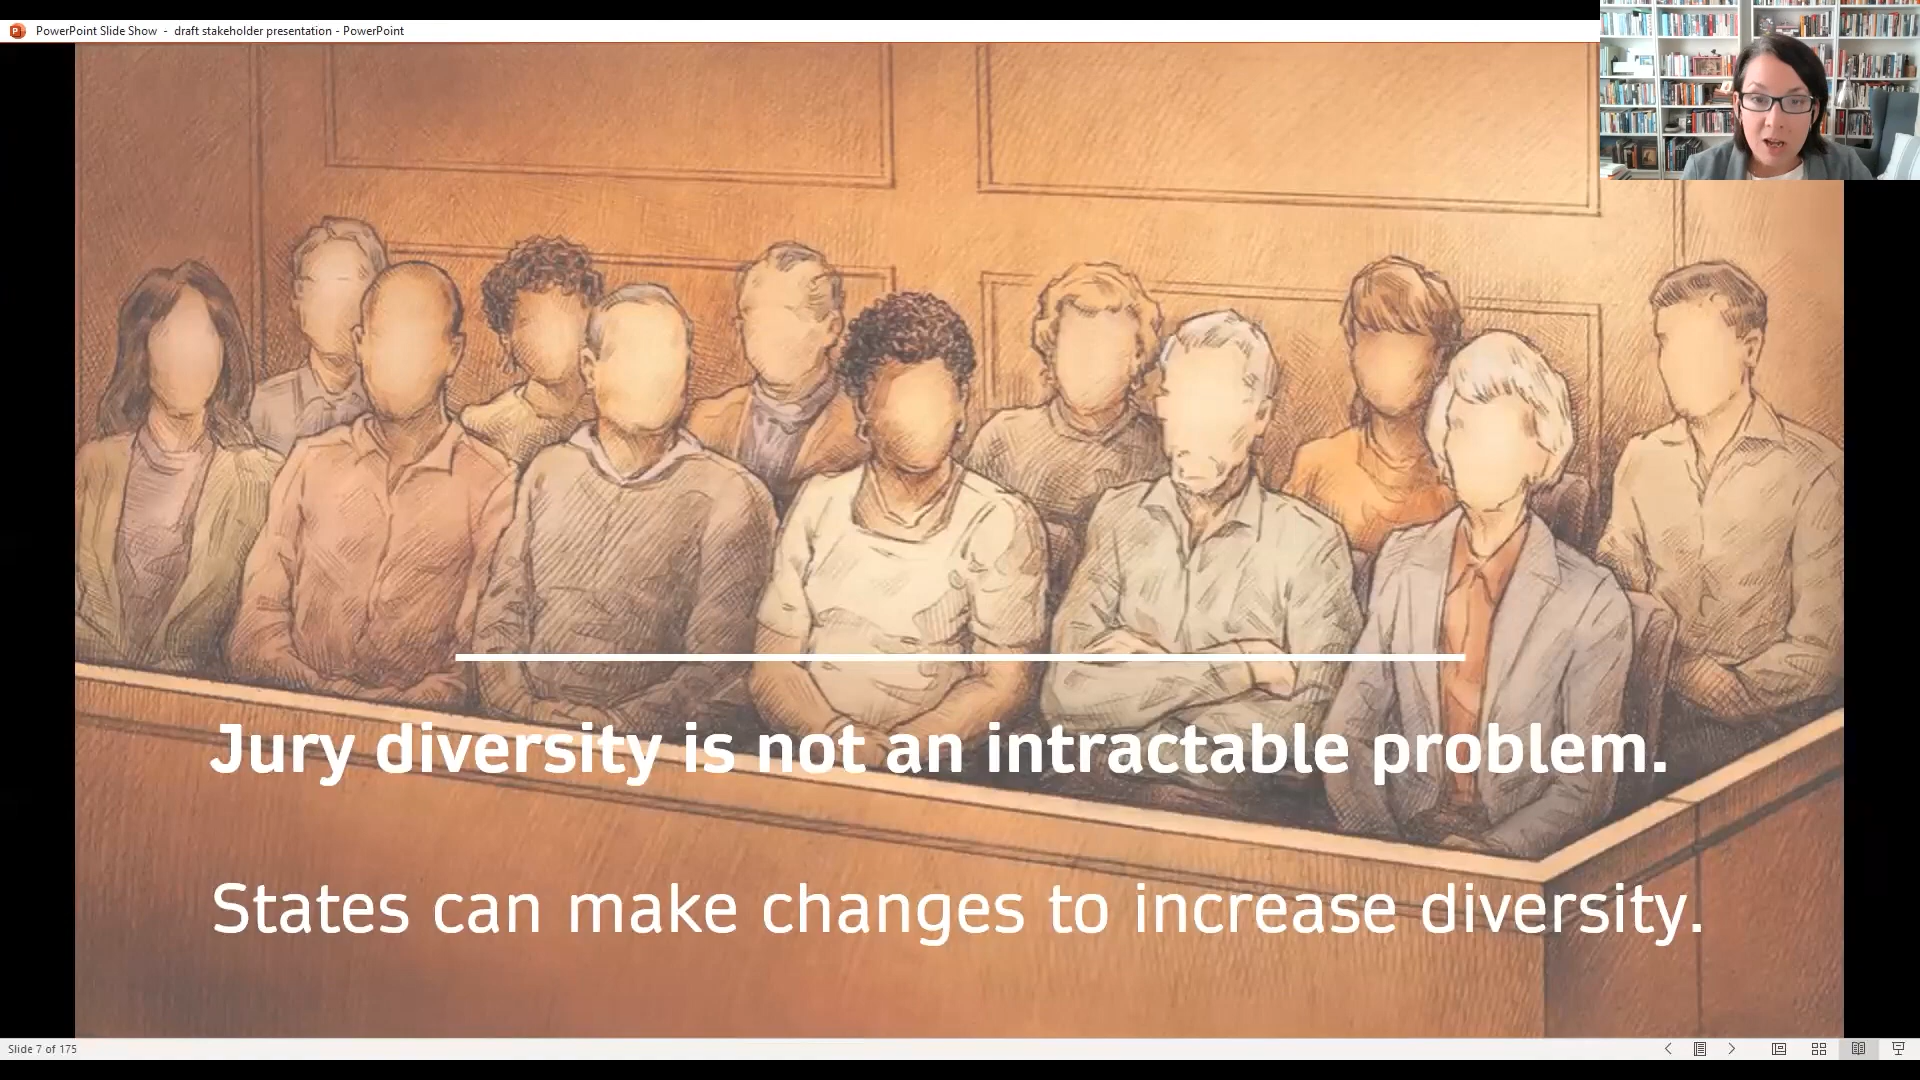 PowerPoint Slide Show - draft stakeholder presentation - PowerPoint
Jury diversity is not an intractable problem.
States can make changes to increase diversity.
Slide 7 of 175